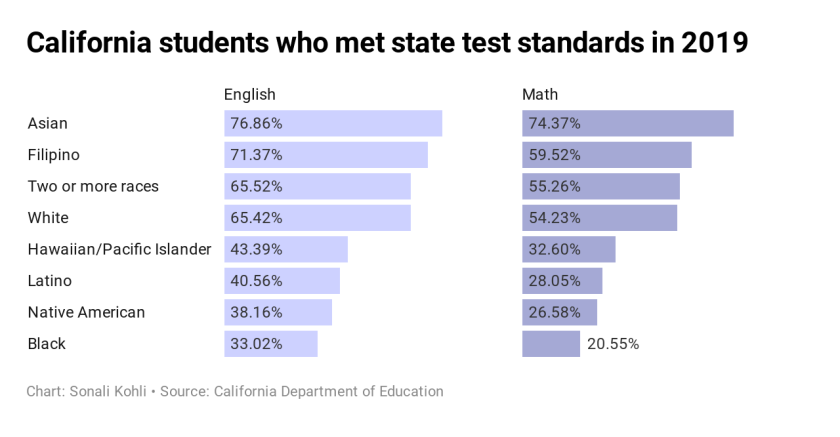 California students who met state test standards in 2019
English Math
Asian 76.86% 74.37%
Filipino 71.37% 59.52%
Two or more races 65.52% 55.26%
White 65.42% 54.23%
Hawaiian/Pacific Islander 43.39% 32.60%
Latino 40.56% 28.05%
Native American 38.16% 26.58%
Black 33.02% 20.55%
Chart: Sonali Kohli • Source: California Department of Education